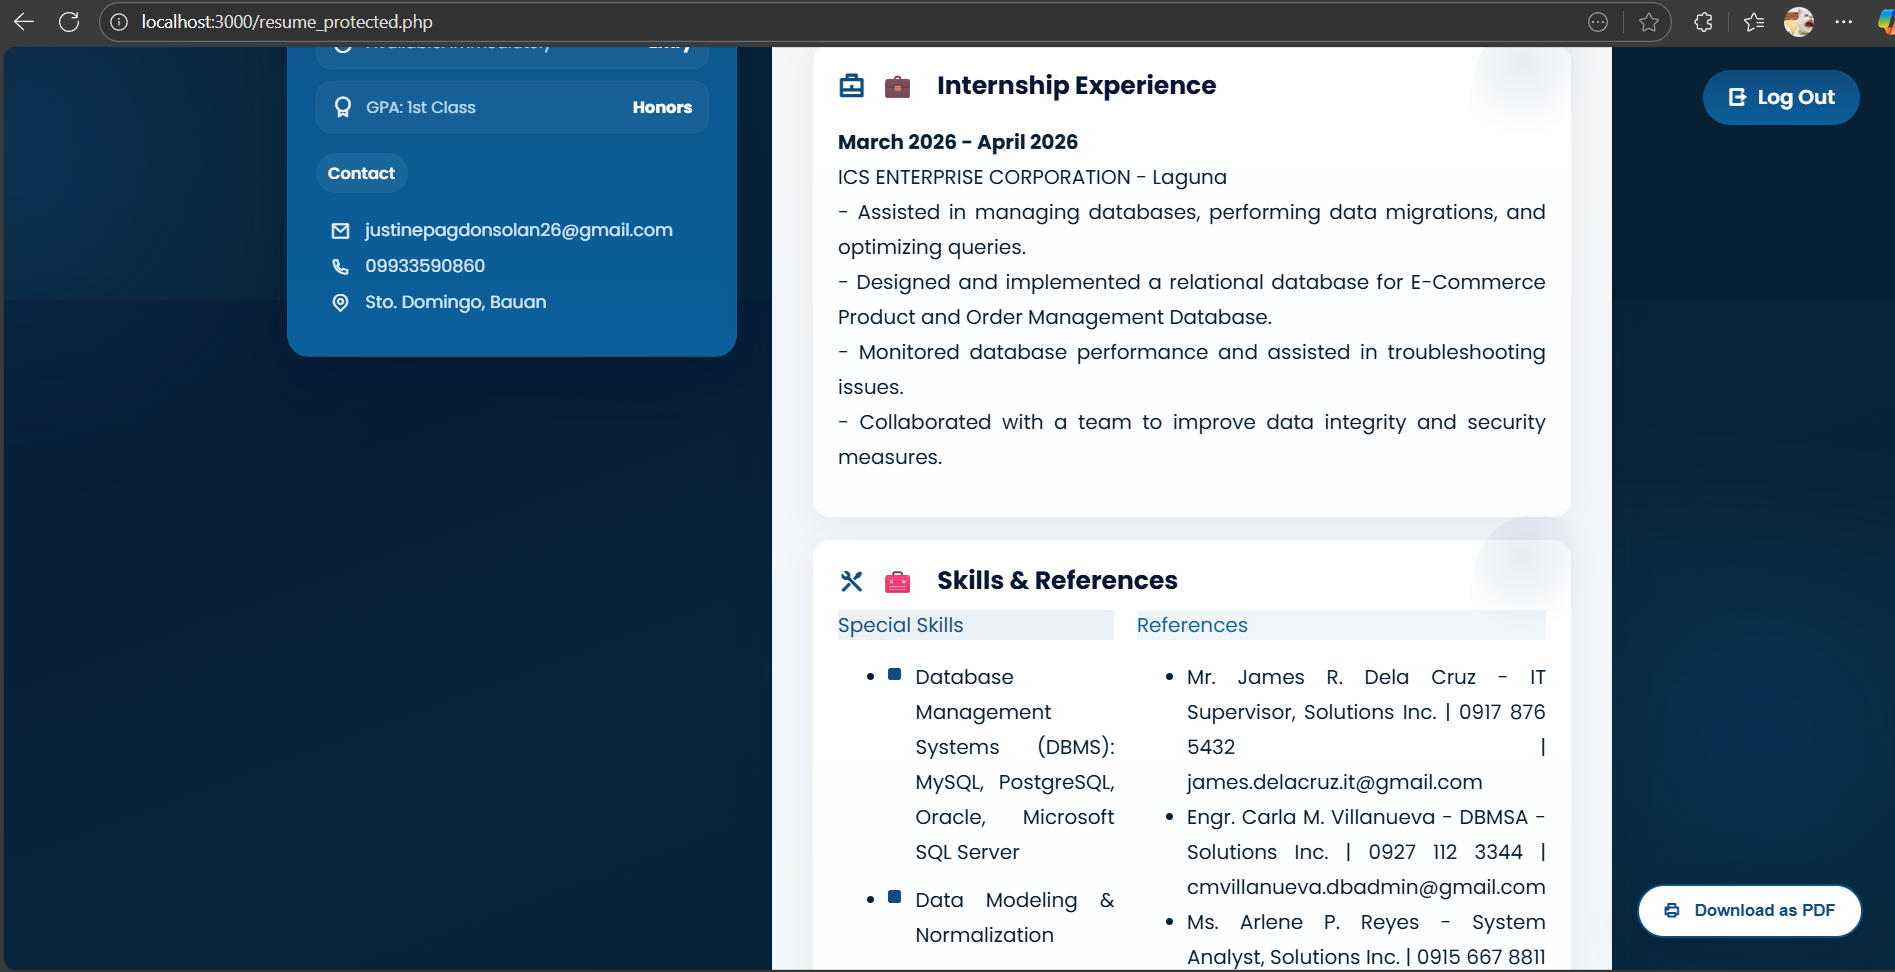 localhost:3000/resume_protected.php
GPA: 1st Class Honors
Contact
justinepagdonsolan26@gmail.com
09933590860
Sto. Domingo, Bauan
Internship Experience
March 2026 - April 2026
ICS ENTERPRISE CORPORATION - Laguna
- Assisted in managing databases, performing data migrations, and
optimizing queries.
- Designed and implemented a relational database for E-Commerce
Product and Order Management Database.
- Monitored database performance and assisted in troubleshooting
issues.
- Collaborated with a team to improve data integrity and security
measures.
Skills & References
Special Skills
Database
Management
Systems (DBMS):
MySQL, PostgreSQL,
Oracle, Microsoft
SQL Server
Data Modeling &
Normalization
References
Mr. James R. Dela Cruz - IT
Supervisor, Solutions Inc. | 0917 876
5432 |
james.delacruz.it@gmail.com
Engr. Carla M. Villanueva - DBMSA -
Solutions Inc. | 0927 112 3344 |
cmvillanueva.dbadmin@gmail.com
Ms. Arlene P. Reyes - System
Analyst, Solutions Inc. | 0915 667 8811
Log Out
Download as PDF